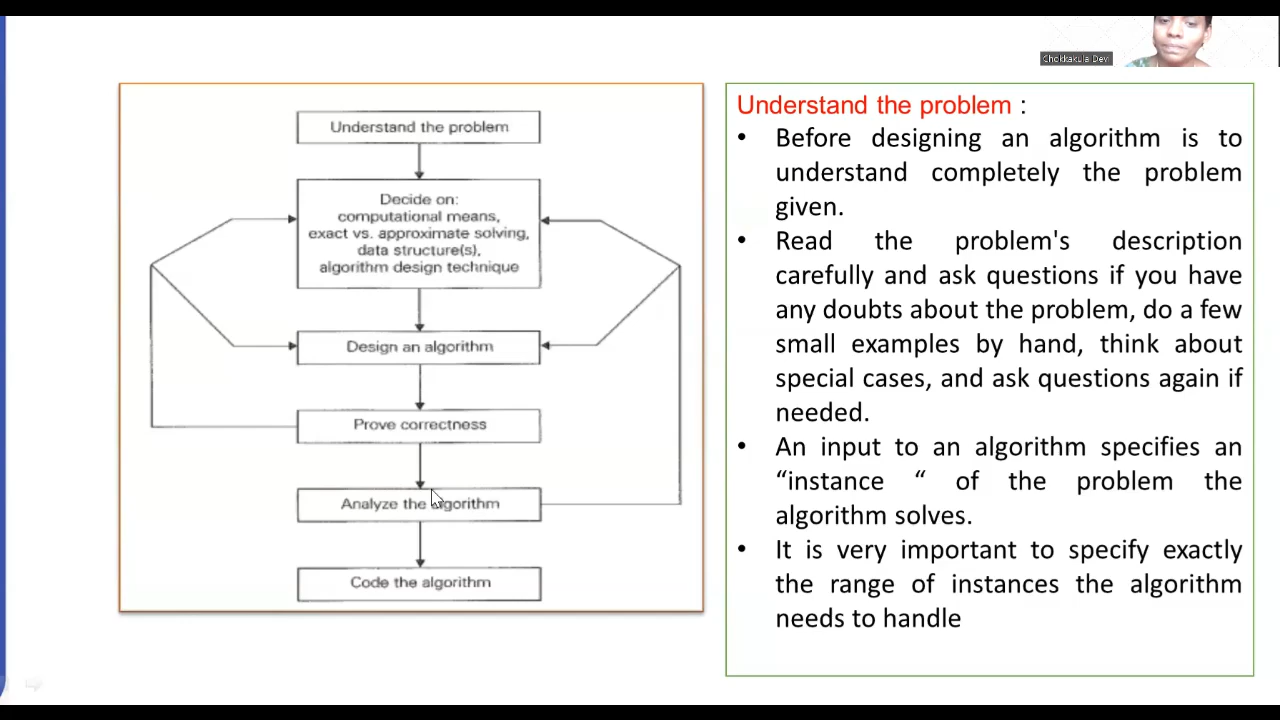 Chokkakula Devi
Understand the problem
Decide on:
computational means,
exact vs. approximate solving,
data structure(s),
algorithm design technique
Design an algorithm
Prove correctness
Analyze the algorithm
Code the algorithm
Understand the problem :
• Before designing an algorithm is to
understand completely the problem
given.
• Read the problem's description
carefully and ask questions if you have
any doubts about the problem, do a few
small examples by hand, think about
special cases, and ask questions again if
needed.
• An input to an algorithm specifies an
“instance “ of the problem the
algorithm solves.
• It is very important to specify exactly
the range of instances the algorithm
needs to handle